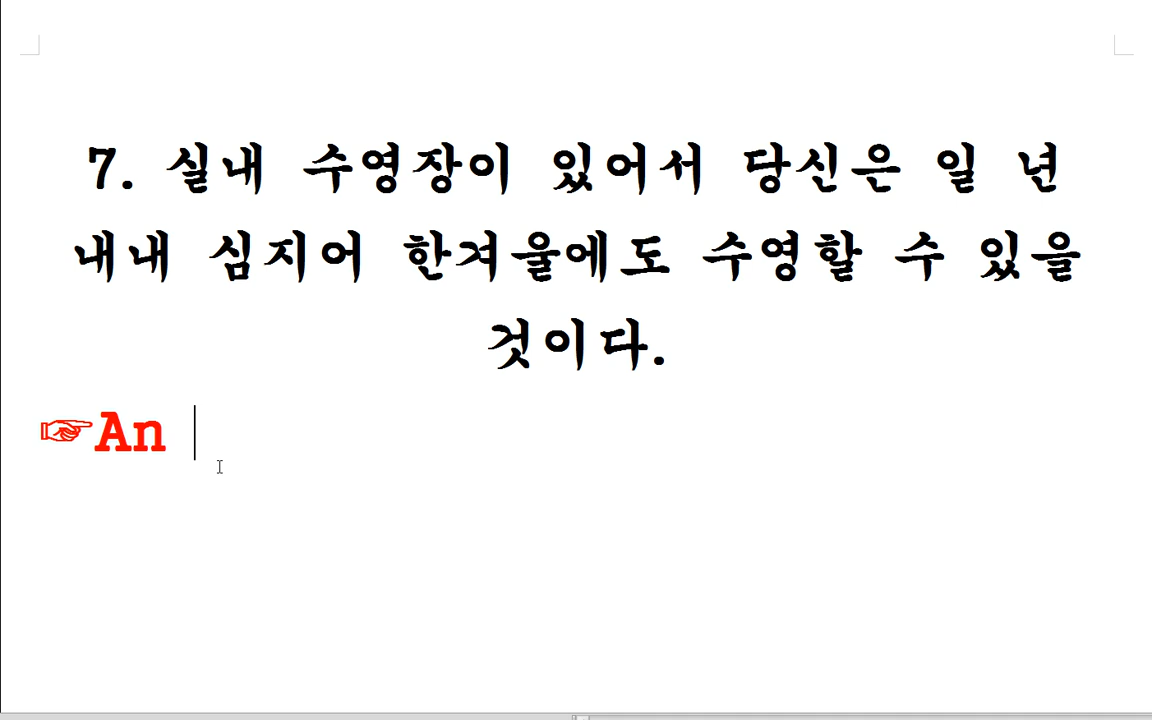 7. 실내 수영장이 있어서 당신은 일 년
내내 심지어 한겨울에도 수영할 수 있을
것이다.
☞An